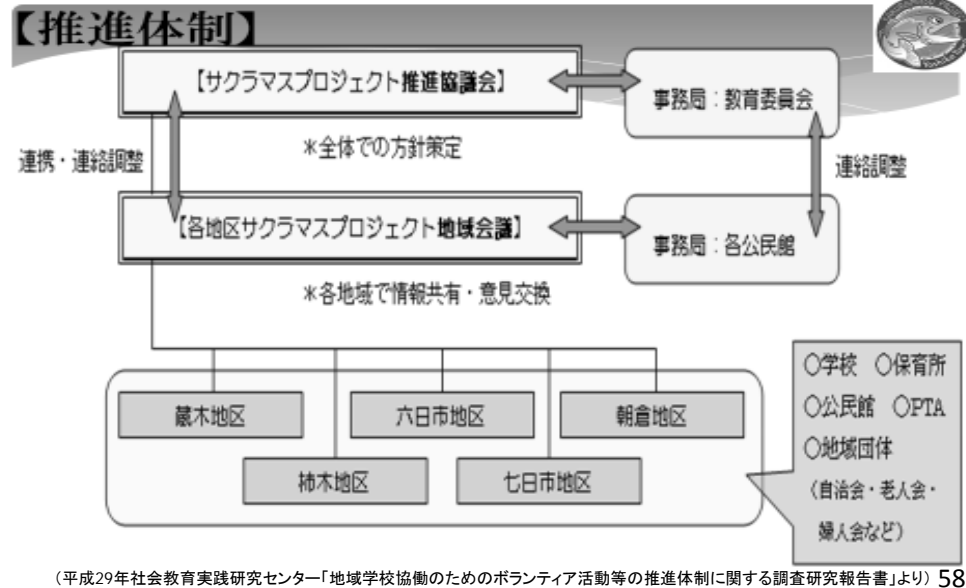 【推進体制】
【サクラマスプロジェクト推進協議会】
事務局：教育委員会
＊全体での方針策定
連携・連絡調整
連絡調整
【各地区サクラマスプロジェクト地域会議】
事務局：各公民館
＊各地域で情報共有・意見交換
蔵木地区
六日市地区
朝倉地区
柿木地区
七日市地区
○学校 ○保育所
○公民館 ○PTA
○地域団体
（自治会・老人会・
婦人会など）
（平成29年社会教育実践研究センター「地域学校協働のためのボランティア活動等の推進体制に関する調査研究報告書」より）
58